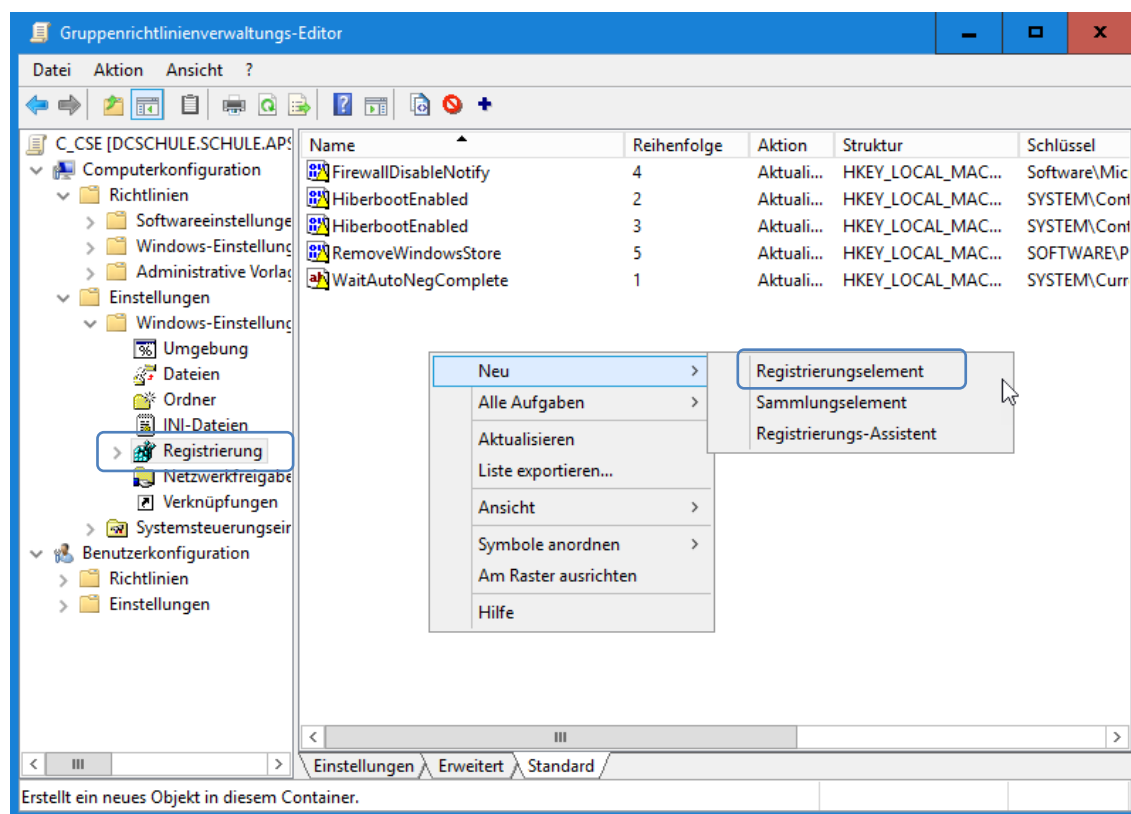 Gruppenrichtlinienverwaltungs-Editor
Datei Aktion Ansicht ?
C_CSE [DCSCHULE.SCHULE.APS
Computerkonfiguration
Richtlinien
Softwareeinstellunge
Windows-Einstellung
Administrative Vorlag
Einstellungen
Windows-Einstellung
Umgebung
Dateien
Ordner
INI-Dateien
Registrierung
Netzwerkfreigabe
Verknüpfungen
Systemsteuerungsein
Benutzerkonfiguration
Richtlinien
Einstellungen
Name Reihenfolge Aktion Struktur Schlüssel
FirewallDisableNotify 4 Aktuali... HKEY_LOCAL_MAC... Software\Mic
HiberbootEnabled 2 Aktuali... HKEY_LOCAL_MAC... SYSTEM\Cont
HiberbootEnabled 3 Aktuali... HKEY_LOCAL_MAC... SYSTEM\Cont
RemoveWindowsStore 5 Aktuali... HKEY_LOCAL_MAC... SOFTWARE\P
WaitAutoNegComplete 1 Aktuali... HKEY_LOCAL_MAC... SYSTEM\Curr
Neu
Alle Aufgaben
Aktualisieren
Liste exportieren...
Ansicht
Symbole anordnen
Am Raster ausrichten
Hilfe
Registrierungselement
Sammlungselement
Registrierungs-Assistent
Einstellungen Erweitert Standard
Erstellt ein neues Objekt in diesem Container.